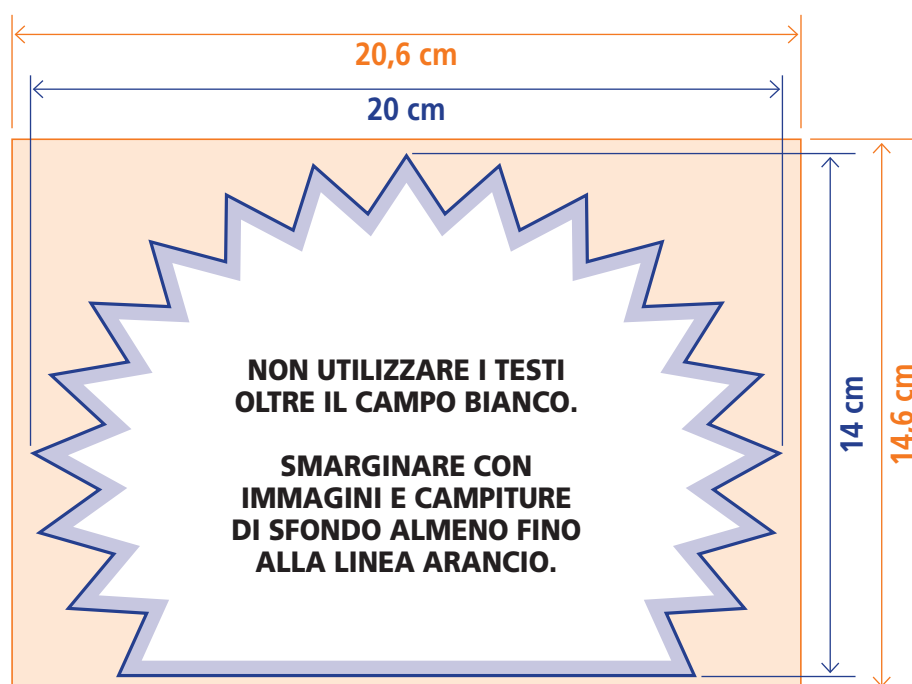 20,6 cm
20 cm
NON UTILIZZARE I TESTI
OLTRE IL CAMPO BIANCO.
SMARGINARE CON
IMMAGINI E CAMPITURE
DI SFONDO ALMENO FINO
ALLA LINEA ARANCIO.
14 cm
14,6 cm